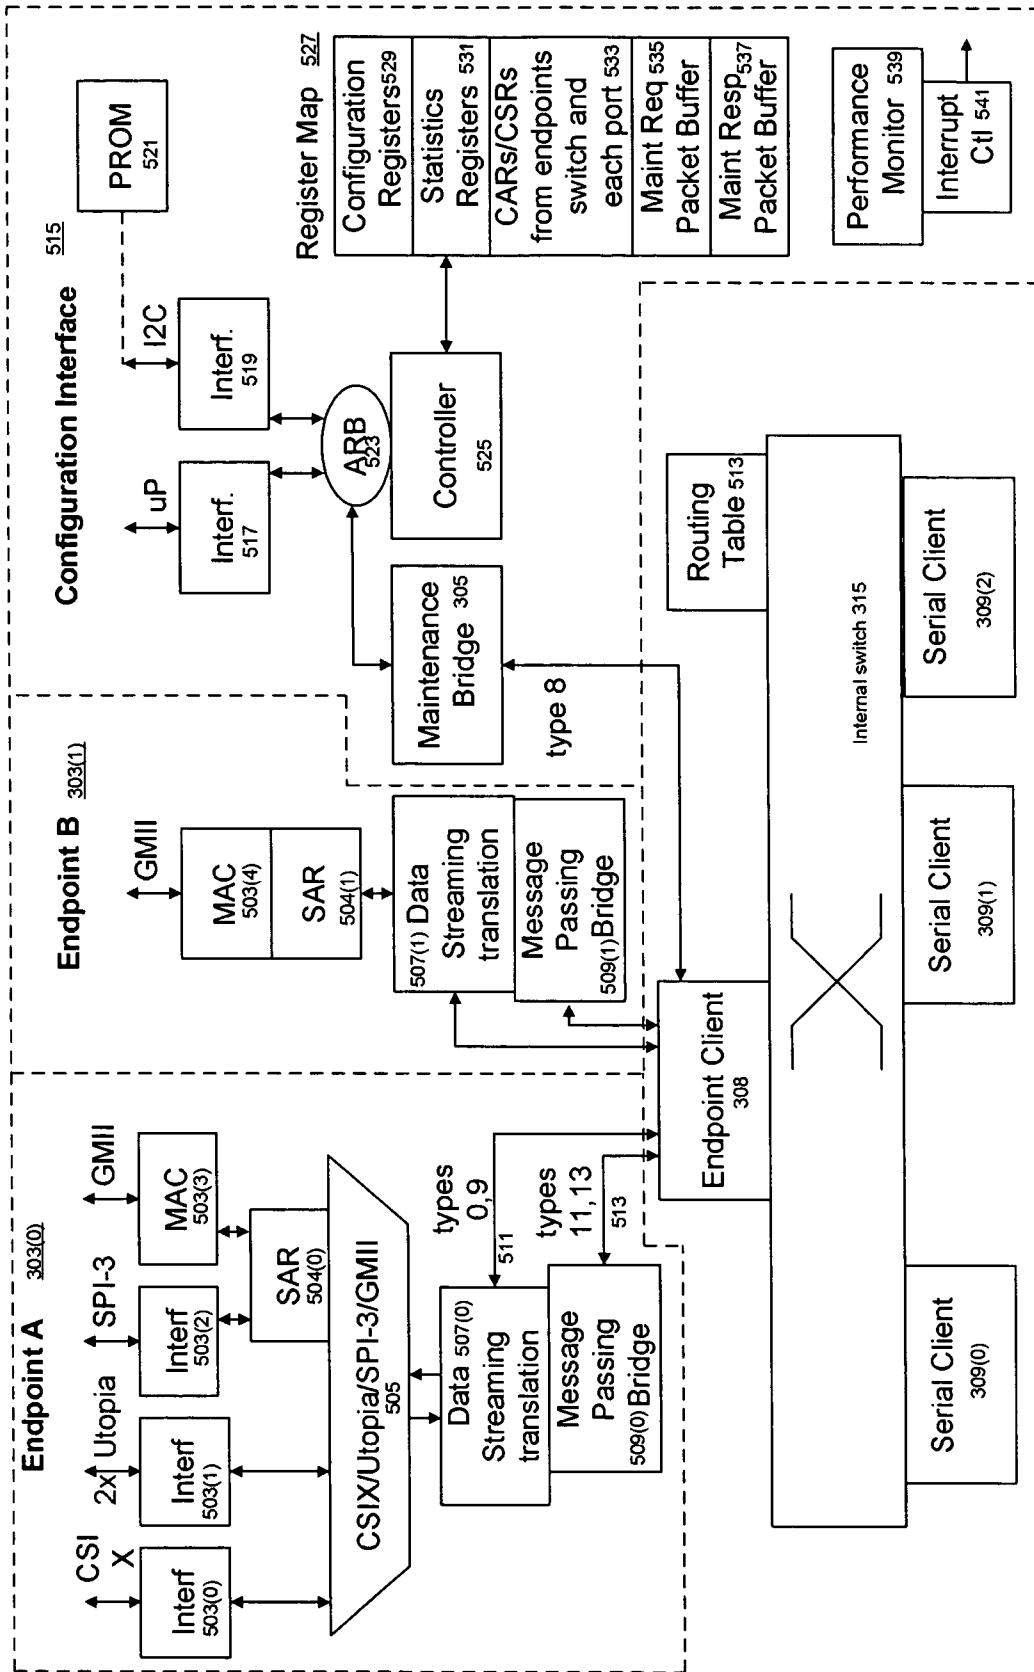 Endpoint A 303(0)
CSI
X
2x Utopia
SPI-3
GMII
Interf
503(0)
Interf
503(1)
Interf
503(2)
MAC
503(3)
SAR
504(0)
CSIX/Utopia/SPI-3/GMII
505
Data 507(0)
Streaming
translation
Message
Passing
509(0) Bridge
types
0,9
511
types
11,13
513
Endpoint B 303(1)
GMII
MAC
503(4)
SAR
504(1)
507(1) Data
Streaming
translation
Message
Passing
509(1) Bridge
Configuration Interface 515
uP
I2C
Interf.
517
Interf.
519
PROM
521
ARB
523
Controller
525
Maintenance
Bridge 305
type 8
Register Map 527
Configuration
Registers 529
Statistics
Registers 531
CARs/CSRs
from endpoints
switch and
each port 533
Maint Req 535
Packet Buffer
Maint Resp 537
Packet Buffer
Performance
Monitor 539
Interrupt
Ctl 541
Endpoint Client
308
Routing
Table 513
Internal switch 315
Serial Client
309(0)
Serial Client
309(1)
Serial Client
309(2)